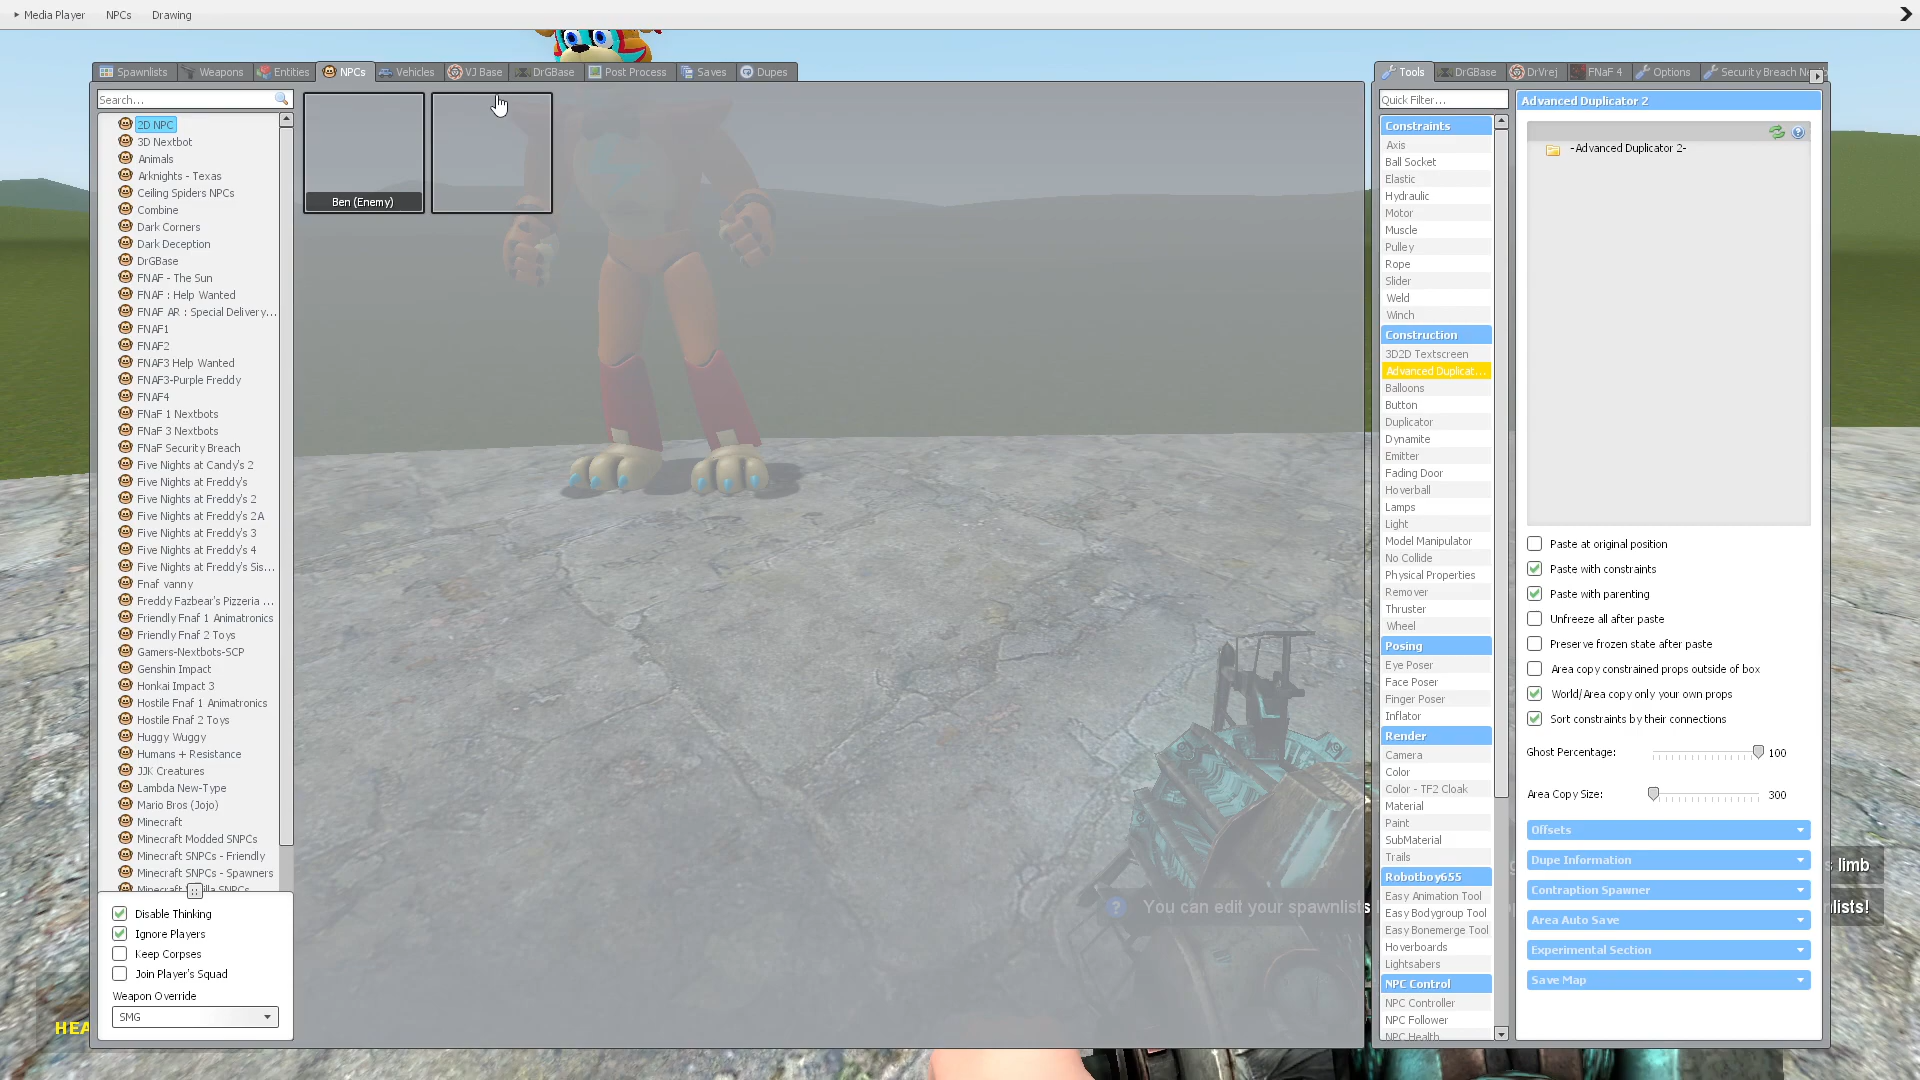 Media Player NPCs Drawing
Spawnlists Weapons Entities NPCs Vehicles VJ Base DrGBase Post Process Saves Dupes
Search...
2D NPC
3D Nextbot
Animals
Arknights - Texas
Ceiling Spiders NPCs
Combine
Dark Corners
Dark Deception
DrGBase
FNAF - The Sun
FNAF : Help Wanted
FNAF AR : Special Delivery...
FNAF1
FNAF2
FNAF3 Help Wanted
FNAF3-Purple Freddy
FNAF4
FNaF 1 Nextbots
FNaF 3 Nextbots
FNaF Security Breach
Five Nights at Candy's 2
Five Nights at Freddy's
Five Nights at Freddy's 2
Five Nights at Freddy's 2A
Five Nights at Freddy's 3
Five Nights at Freddy's 4
Five Nights at Freddy's Sis...
Fnaf vanny
Freddy Fazbear's Pizzeria ...
Friendly Fnaf 1 Animatronics
Friendly Fnaf 2 Toys
Gamers-Nextbots-SCP
Genshin Impact
Honkai Impact 3
Hostile Fnaf 1 Animatronics
Hostile Fnaf 2 Toys
Huggy Wuggy
Humans + Resistance
JJK Creatures
Lambda New-Type
Mario Bros (Jojo)
Minecraft
Minecraft Modded SNPCs
Minecraft SNPCs - Friendly
Minecraft SNPCs - Spawners
Disable Thinking
Ignore Players
Keep Corpses
Join Player's Squad
Weapon Override
SMG
HEA
Ben (Enemy)
You can edit your spawnlists
Tools DrGBase DrVrej FNaF 4 Options Security Breach
Quick Filter...
Constraints
Axis
Ball Socket
Elastic
Hydraulic
Motor
Muscle
Pulley
Rope
Slider
Weld
Winch
Construction
3D2D Textscreen
Advanced Duplicat...
Balloons
Button
Duplicator
Dynamite
Emitter
Fading Door
Hoverball
Lamps
Light
Model Manipulator
No Collide
Physical Properties
Remover
Thruster
Wheel
Posing
Eye Poser
Face Poser
Finger Poser
Inflator
Render
Camera
Color
Color - TF2 Cloak
Material
Paint
SubMaterial
Trails
Robotboy655
Easy Animation Tool
Easy Bodygroup Tool
Easy Bonemerge Tool
Hoverboards
Lightsabers
NPC Control
NPC Controller
NPC Follower
NPC Health
Advanced Duplicator 2
-Advanced Duplicator 2-
Paste at original position
Paste with constraints
Paste with parenting
Unfreeze all after paste
Preserve frozen state after paste
Area copy constrained props outside of box
World/Area copy only your own props
Sort constraints by their connections
Ghost Percentage: 100
Area Copy Size: 300
Offsets
Dupe Information
Contraption Spawner
Area Auto Save
Experimental Section
Save Map
s limb
nlists!